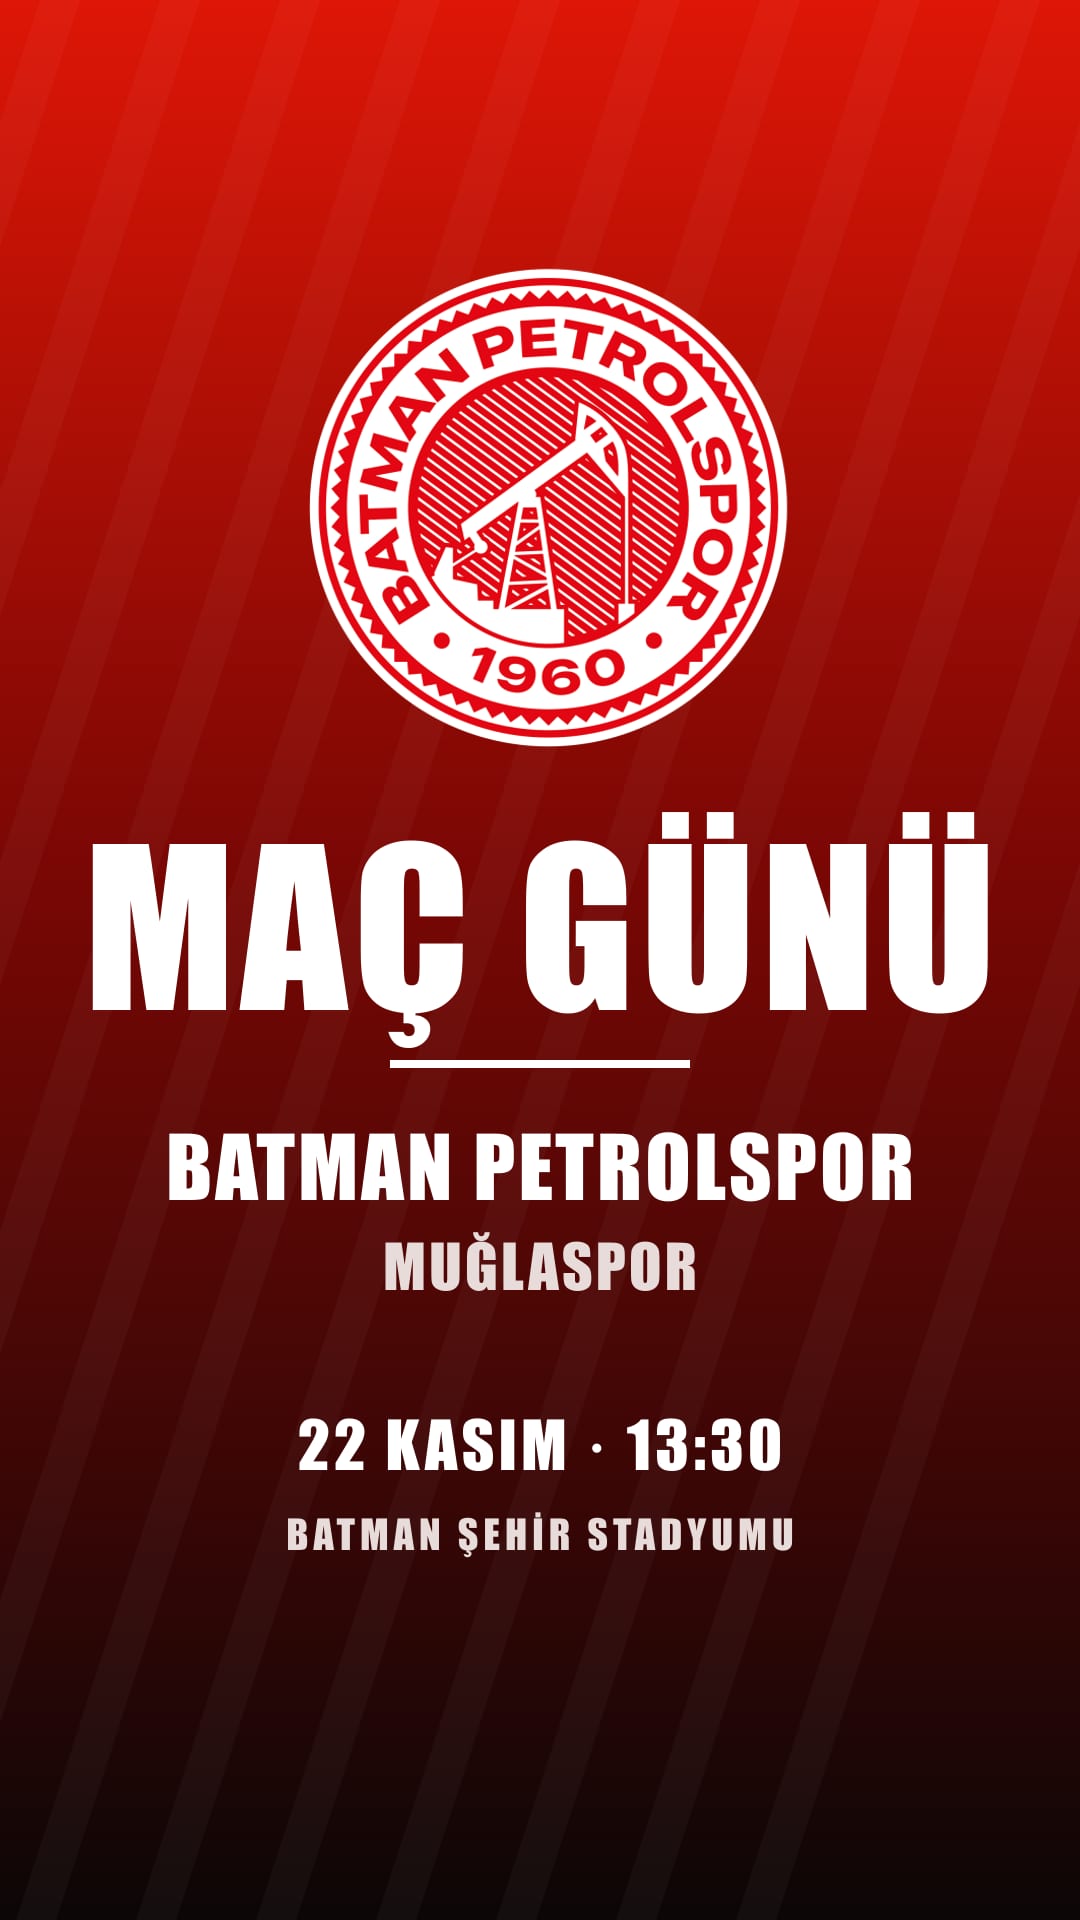 BATMAN PETROLSPOR
• 1960 •
MAÇ GÜNÜ
BATMAN PETROLSPOR
MUĞLASPOR
22 KASIM · 13:30
BATMAN ŞEHİR STADYUMU